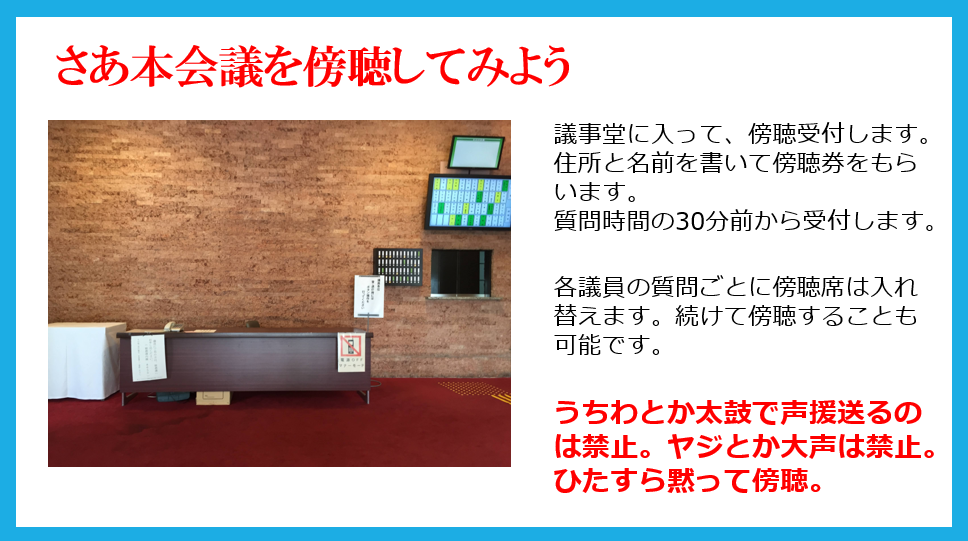 さあ本会議を傍聴してみよう
議事堂に入って、傍聴受付します。
住所と名前を書いて傍聴券をもら
います。
質問時間の30分前から受付します。
各議員の質問ごとに傍聴席は入れ
替えます。続けて傍聴することも
可能です。
うちわとか太鼓で声援送るの
は禁止。ヤジとか大声は禁止。
ひたすら黙って傍聴。